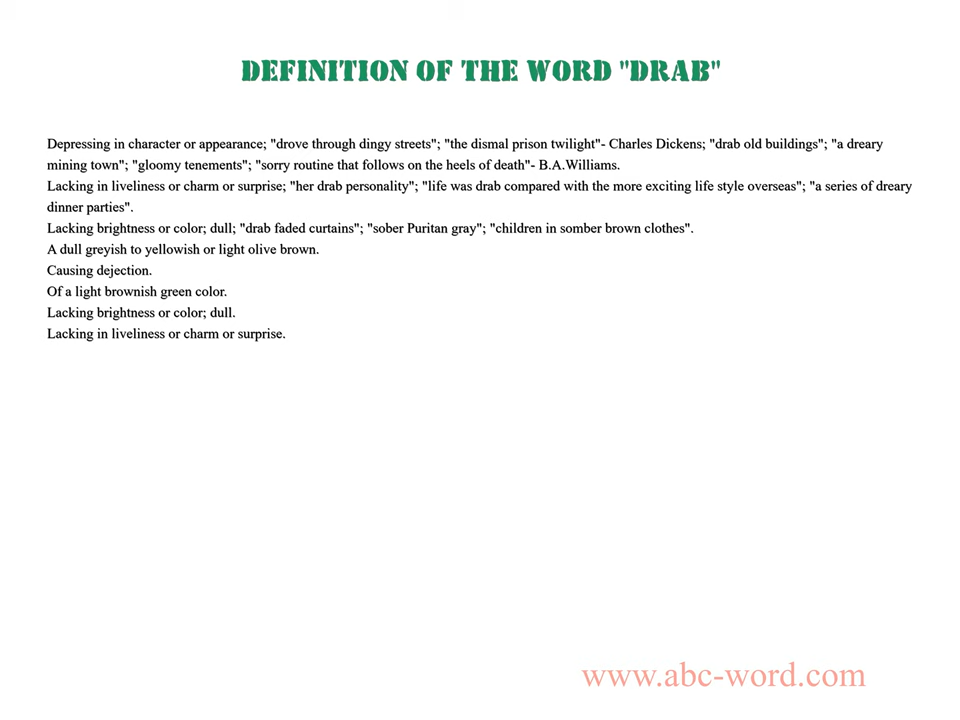 DEFINITION OF THE WORD "DRAB"
Depressing in character or appearance; "drove through dingy streets"; "the dismal prison twilight"- Charles Dickens; "drab old buildings"; "a dreary
mining town"; "gloomy tenements"; "sorry routine that follows on the heels of death"- B.A.Williams.
Lacking in liveliness or charm or surprise; "her drab personality"; "life was drab compared with the more exciting life style overseas"; "a series of dreary
dinner parties".
Lacking brightness or color; dull; "drab faded curtains"; "sober Puritan gray"; "children in somber brown clothes".
A dull greyish to yellowish or light olive brown.
Causing dejection.
Of a light brownish green color.
Lacking brightness or color; dull.
Lacking in liveliness or charm or surprise.
www.abc-word.com